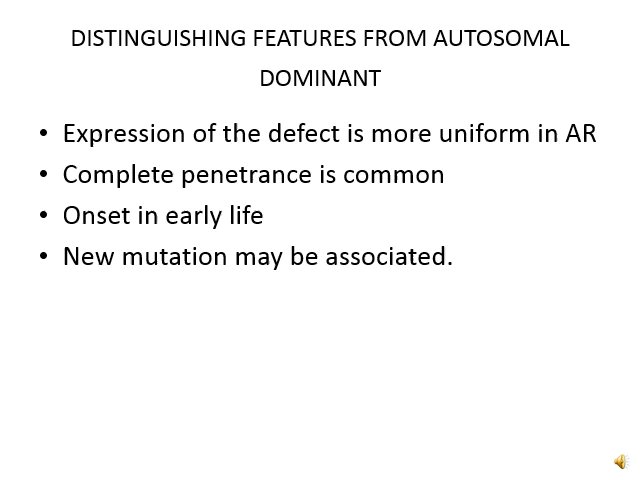 DISTINGUISHING FEATURES FROM AUTOSOMAL
DOMINANT
• Expression of the defect is more uniform in AR
• Complete penetrance is common
• Onset in early life
• New mutation may be associated.